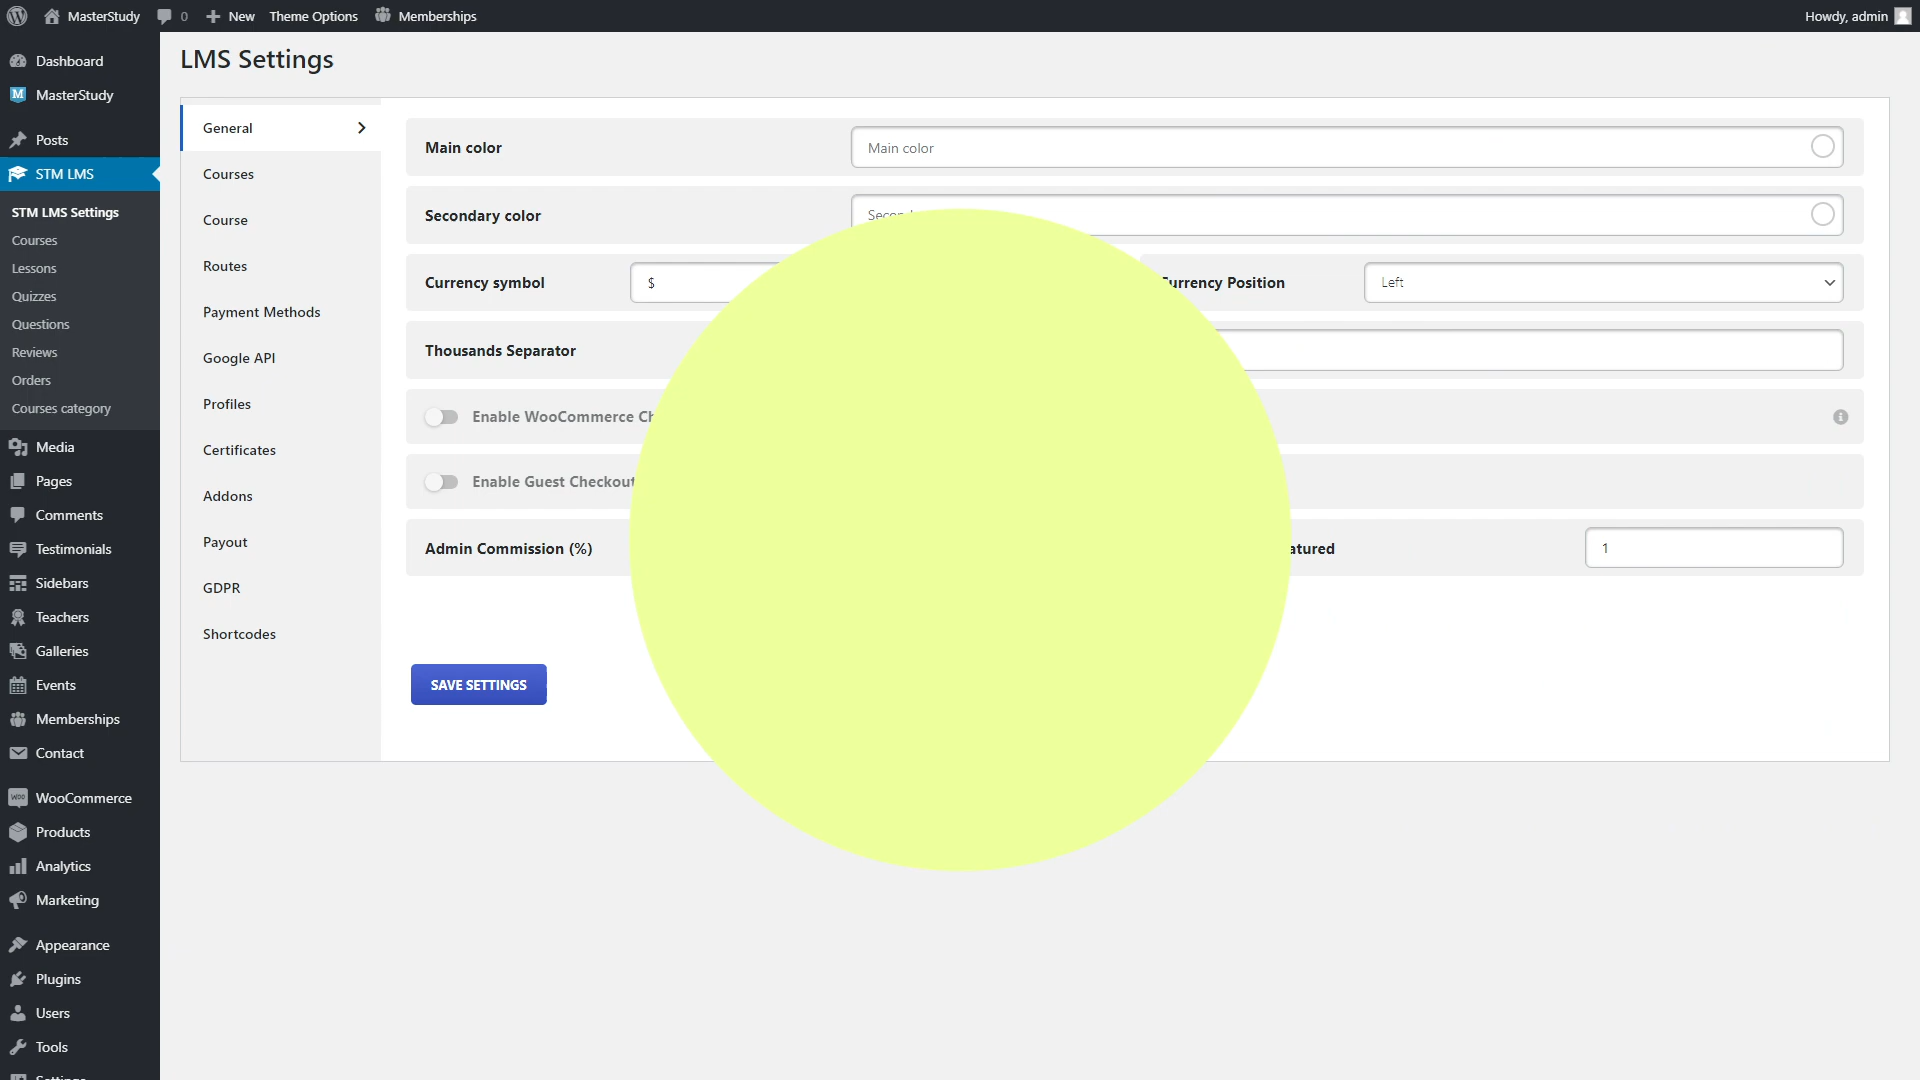 MasterStudy
0
New
Theme Options
Memberships
Howdy, admin
Dashboard
MasterStudy
Posts
STM LMS
STM LMS Settings
Courses
Lessons
Quizzes
Questions
Reviews
Orders
Courses category
Media
Pages
Comments
Testimonials
Sidebars
Teachers
Galleries
Events
Memberships
Contact
WooCommerce
Products
Analytics
Marketing
Appearance
Plugins
Users
Tools
LMS Settings
General
Courses
Course
Routes
Payment Methods
Google API
Profiles
Certificates
Addons
Payout
GDPR
Shortcodes
Main color
Main color
Secondary color
Currency symbol
$
Position
Left
Thousands Separator
Enable WooCommerce
Enable Guest Checkout
Admin Commission (%)
1
SAVE SETTINGS